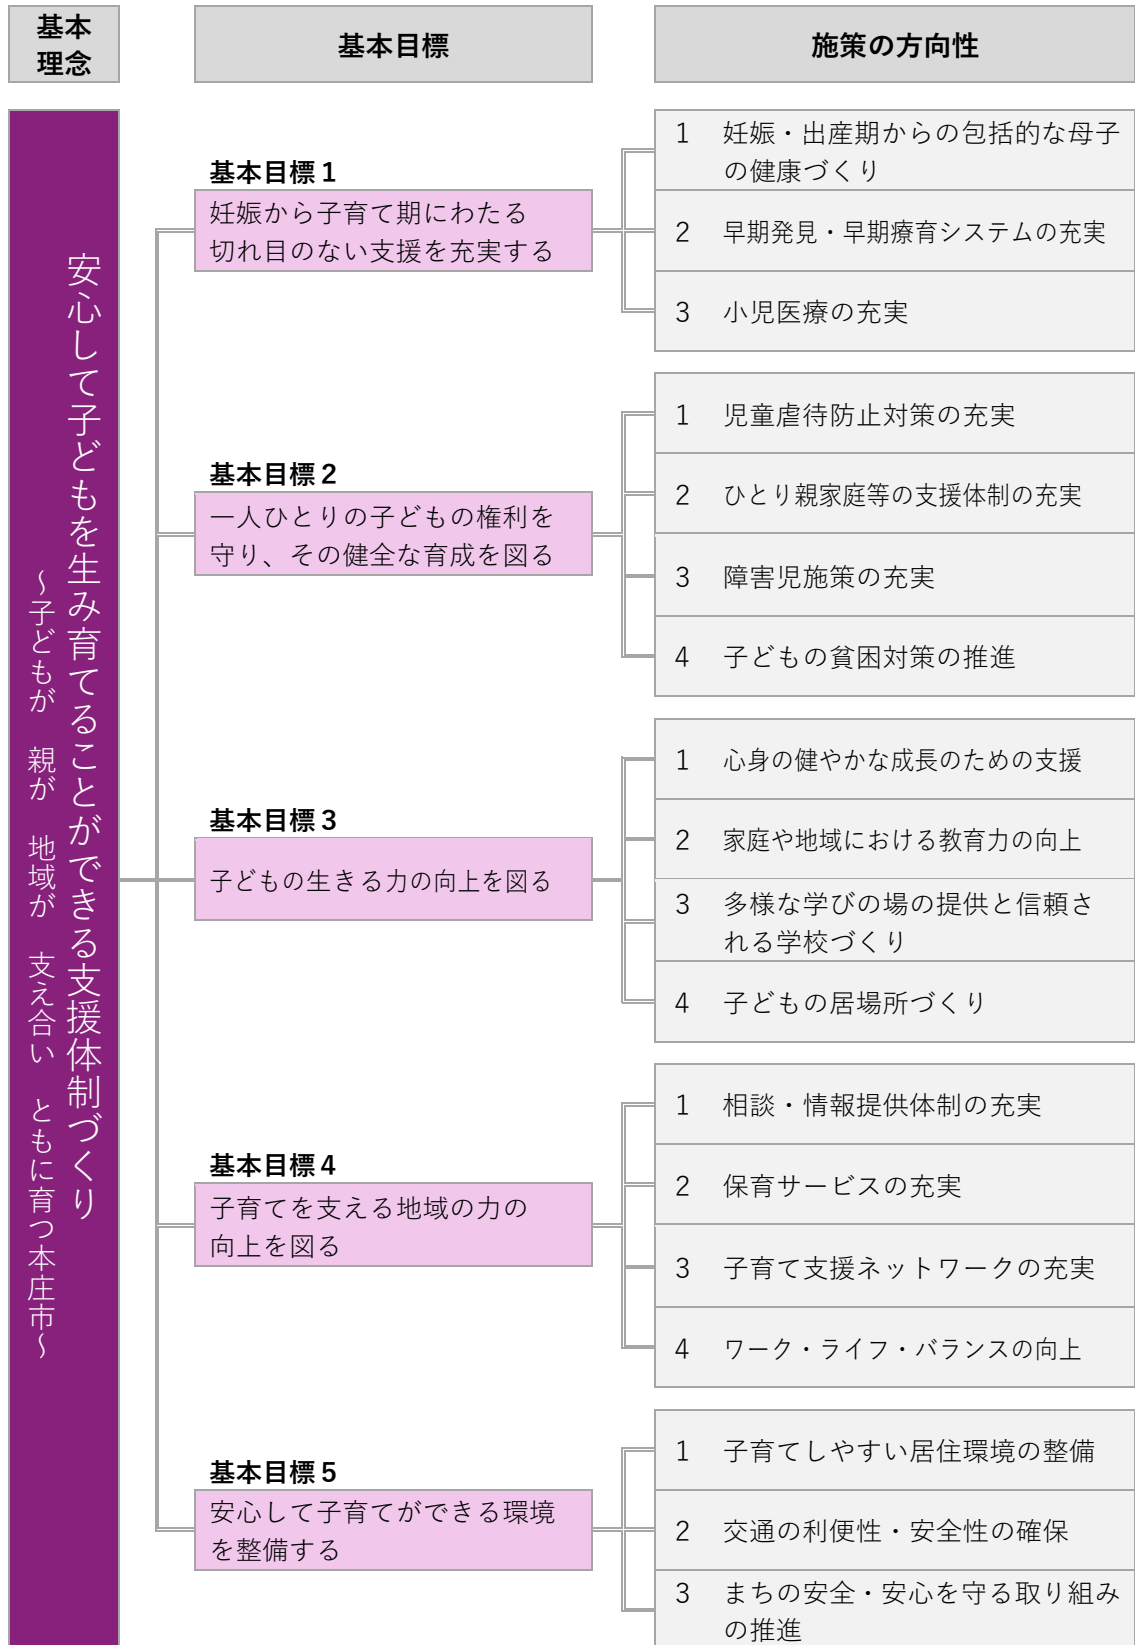 基本
理念
基本目標
施策の方向性
安心して子どもを生み育てることができる支援体制づくり
～子どもが　親が　地域が　支え合い　ともに育つ本庄市～
基本目標１
妊娠から子育て期にわたる
切れ目のない支援を充実する
1　妊娠・出産期からの包括的な母子
の健康づくり
2　早期発見・早期療育システムの充実
3　小児医療の充実
基本目標２
一人ひとりの子どもの権利を
守り、その健全な育成を図る
1　児童虐待防止対策の充実
2　ひとり親家庭等の支援体制の充実
3　障害児施策の充実
4　子どもの貧困対策の推進
基本目標３
子どもの生きる力の向上を図る
1　心身の健やかな成長のための支援
2　家庭や地域における教育力の向上
3　多様な学びの場の提供と信頼さ
れる学校づくり
4　子どもの居場所づくり
基本目標４
子育てを支える地域の力の
向上を図る
1　相談・情報提供体制の充実
2　保育サービスの充実
3　子育て支援ネットワークの充実
4　ワーク・ライフ・バランスの向上
基本目標５
安心して子育てができる環境
を整備する
1　子育てしやすい居住環境の整備
2　交通の利便性・安全性の確保
3　まちの安全・安心を守る取り組み
の推進